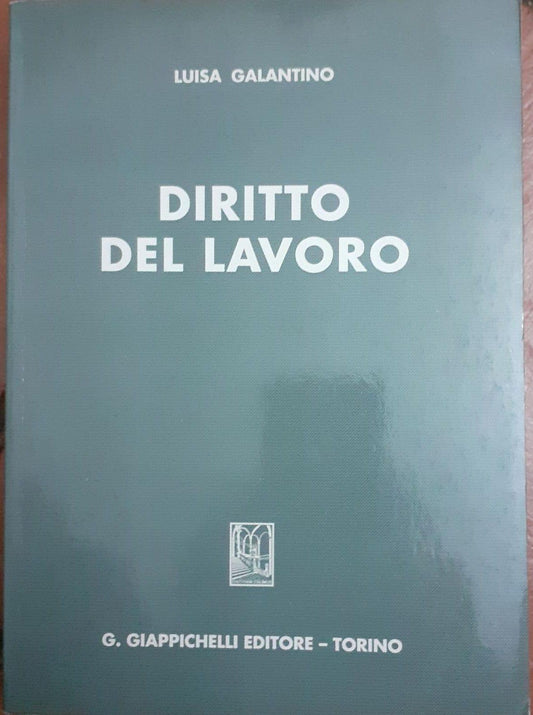 LUISA GALANTINO
DIRITTO
DEL LAVORO
G. GIAPPICHELLI EDITORE – TORINO